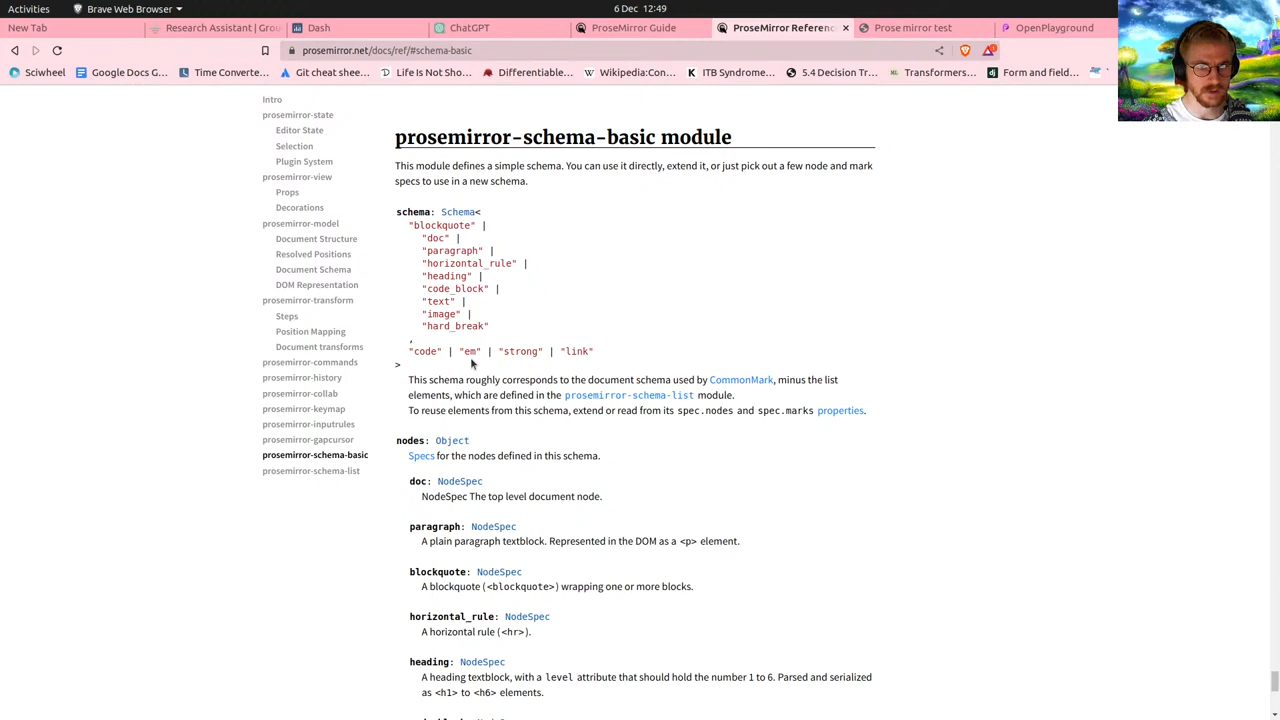 Activities
Brave Web Browser
6 Dec 12:49
New Tab
Research Assistant | Gro
Dash
ChatGPT
ProseMirror Guide
ProseMirror Referenc
Prose mirror test
OpenPlayground
prosemirror.net/docs/ref/#schema-basic
Sciwheel
Google Docs G...
Time Converte...
Git cheat shee...
Life Is Not Sho...
Differentiable...
Wikipedia:Con...
ITB Syndrome...
5.4 Decision Tr...
Transformers...
Form and field...
Intro
prosemirror-state
Editor State
Selection
Plugin System
prosemirror-view
Props
Decorations
prosemirror-model
Document Structure
Resolved Positions
Document Schema
DOM Representation
prosemirror-transform
Steps
Position Mapping
Document transforms
prosemirror-commands
prosemirror-history
prosemirror-collab
prosemirror-keymap
prosemirror-inputrules
prosemirror-gapcursor
prosemirror-schema-basic
prosemirror-schema-list
prosemirror-schema-basic module
This module defines a simple schema. You can use it directly, extend it, or just pick out a few node and mark
specs to use in a new schema.
schema: Schema<
"blockquote" |
"doc" |
"paragraph" |
"horizontal_rule" |
"heading" |
"code_block" |
"text" |
"image" |
"hard_break"
,
"code" | "em" | "strong" | "link"
>
This schema roughly corresponds to the document schema used by CommonMark, minus the list
elements, which are defined in the prosemirror-schema-list module.
To reuse elements from this schema, extend or read from its spec.nodes and spec.marks properties.
nodes: Object
Specs for the nodes defined in this schema.
doc: NodeSpec
NodeSpec The top level document node.
paragraph: NodeSpec
A plain paragraph textblock. Represented in the DOM as a <p> element.
blockquote: NodeSpec
A blockquote (<blockquote>) wrapping one or more blocks.
horizontal_rule: NodeSpec
A horizontal rule (<hr>).
heading: NodeSpec
A heading textblock, with a level attribute that should hold the number 1 to 6. Parsed and serialized
as <h1> to <h6> elements.